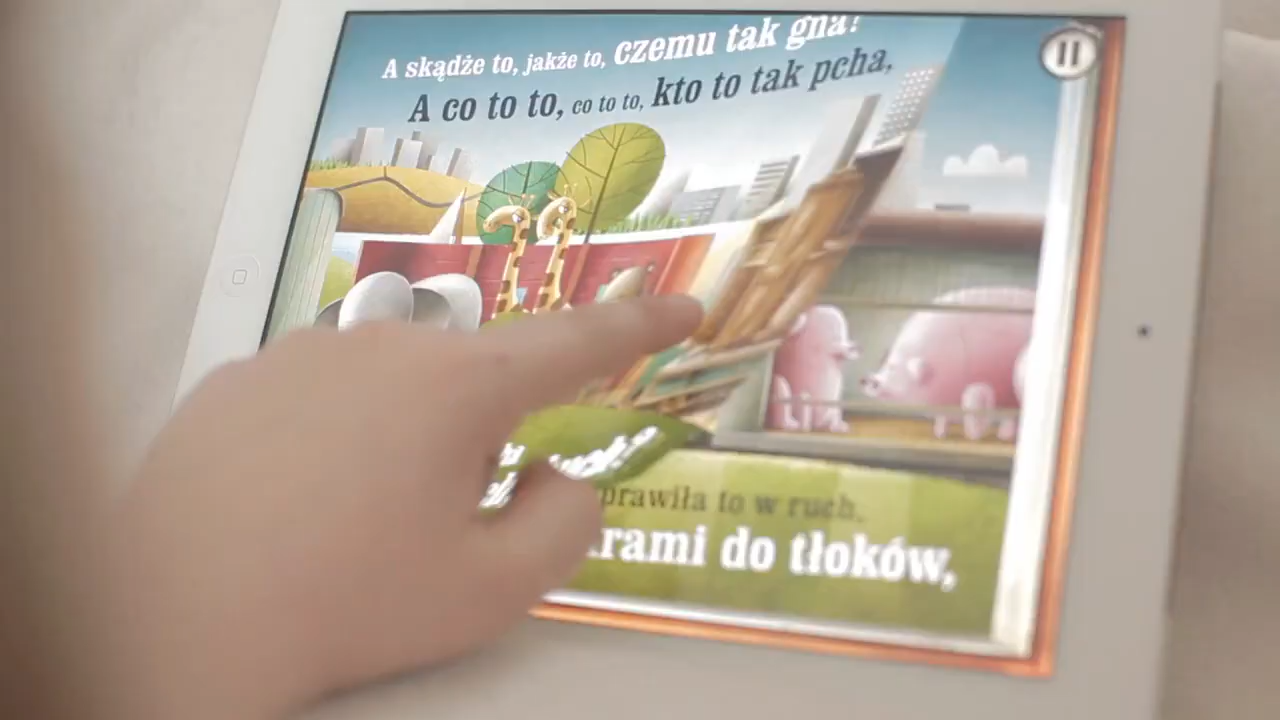 A skądże to, jakże to, czemu tak gna?
A co to to, co to to, kto to tak pcha,
prawiła to w ruch,
do tłoków,